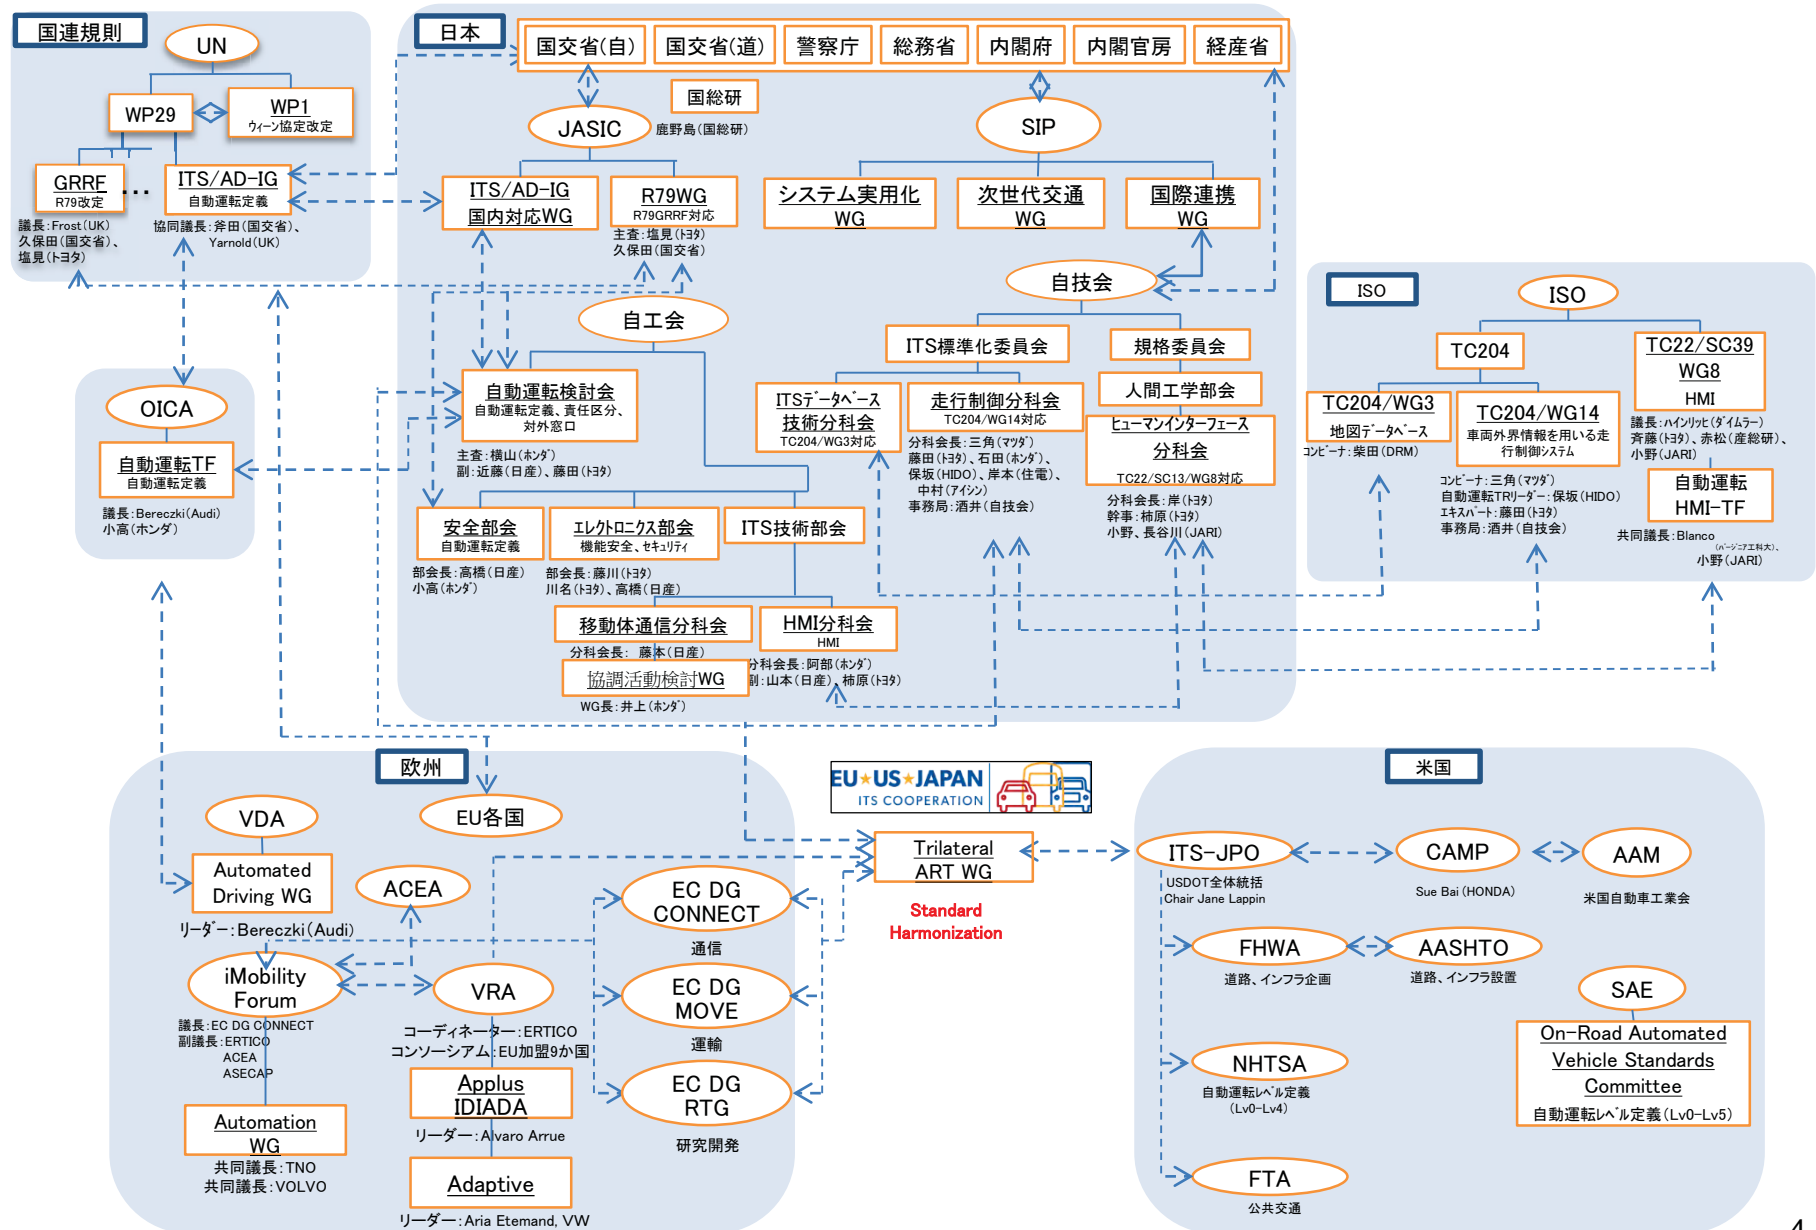 国連規則
UN
WP29
WP1
ウィーン協定改定
GRRF
R79改定
...
ITS/AD-IG
自動運転定義
議長:Frost(UK)
久保田(国交省)、
塩見(トヨタ)
協同議長:斧田(国交省)、
Yarnold(UK)
OICA
自動運転TF
自動運転定義
議長:Bereczki(Audi)
小高(ホンダ)
日本
国交省(自)
国交省(道)
警察庁
総務省
内閣府
内閣官房
経産省
国総研
鹿野島(国総研)
JASIC
ITS/AD-IG
国内対応WG
R79WG
R79GRRF対応
主査:塩見(トヨタ)
久保田(国交省)
SIP
システム実用化
WG
次世代交通
WG
国際連携
WG
自工会
自動運転検討会
自動運転定義、責任区分、
対外窓口
主査:横山(ホンダ)
副:近藤(日産)、藤田(トヨタ)
安全部会
自動運転定義
部会長:高橋(日産)
小高(ホンダ)
エレクトロニクス部会
機能安全、セキュリティ
部会長:藤川(トヨタ)
川名(トヨタ)、高橋(日産)
ITS技術部会
移動体通信分科会
分科会長: 藤本(日産)
協調活動検討WG
WG長:井上(ホンダ)
HMI分科会
HMI
分科会長:阿部(ホンダ)
副:山本(日産)、柿原(トヨタ)
自技会
ITS標準化委員会
ITSデータベース
技術分科会
TC204/WG3対応
走行制御分科会
TC204/WG14対応
分科会長:三角(マツダ)
藤田(トヨタ)、石田(ホンダ)、
保坂(HIDO)、岸本(住電)、
中村(アイシン)
事務局:酒井(自技会)
規格委員会
人間工学部会
ヒューマンインターフェース
分科会
TC22/SC13/WG8対応
分科会長:岸(トヨタ)
幹事:柿原(トヨタ)
小野、長谷川(JARI)
ISO
ISO
TC204
TC204/WG3
地図データベース
コンビーナ:柴田(DRM)
TC204/WG14
車両外界情報を用いる走
行制御システム
コンビーナ:三角(マツダ)
自動運転TRリーダー:保坂(HIDO)
エキスパート:藤田(トヨタ)
事務局:酒井(自技会)
TC22/SC39
WG8
HMI
議長:ハインリッヒ(ダイムラー)
斉藤(トヨタ)、赤松(産総研)、
小野(JARI)
自動運転
HMI-TF
共同議長:Blanco
(バージニア工科大)、
小野(JARI)
欧州
VDA
Automated
Driving WG
リーダー:Bereczki(Audi)
EU各国
ACEA
iMobility
Forum
議長:EC DG CONNECT
副議長:ERTICO
ACEA
ASECAP
Automation
WG
共同議長:TNO
共同議長:VOLVO
VRA
コーディネーター:ERTICO
コンソーシアム:EU加盟9か国
Applus
IDIADA
リーダー:Alvaro Arrue
Adaptive
リーダー:Aria Etemand, VW
EC DG
CONNECT
通信
EC DG
MOVE
運輸
EC DG
RTG
研究開発
EU★US★JAPAN
ITS COOPERATION
Trilateral
ART WG
Standard
Harmonization
米国
ITS-JPO
USDOT全体統括
Chair Jane Lappin
CAMP
Sue Bai(HONDA)
AAM
米国自動車工業会
FHWA
道路、インフラ企画
AASHTO
道路、インフラ設置
NHTSA
自動運転レベル定義
(Lv0-Lv4)
FTA
公共交通
SAE
On-Road Automated
Vehicle Standards
Committee
自動運転レベル定義(Lv0-Lv5)
4